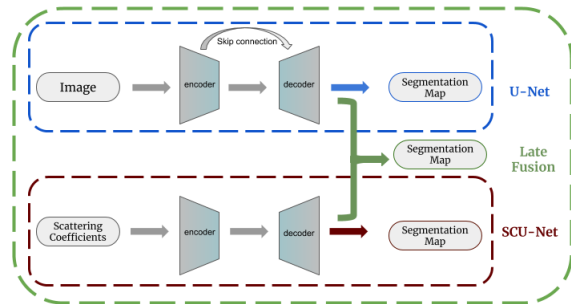 Skip connection
Image
encoder
decoder
Segmentation
Map
U-Net
Segmentation
Map
Late
Fusion
Scattering
Coefficients
encoder
decoder
Segmentation
Map
SCU-Net